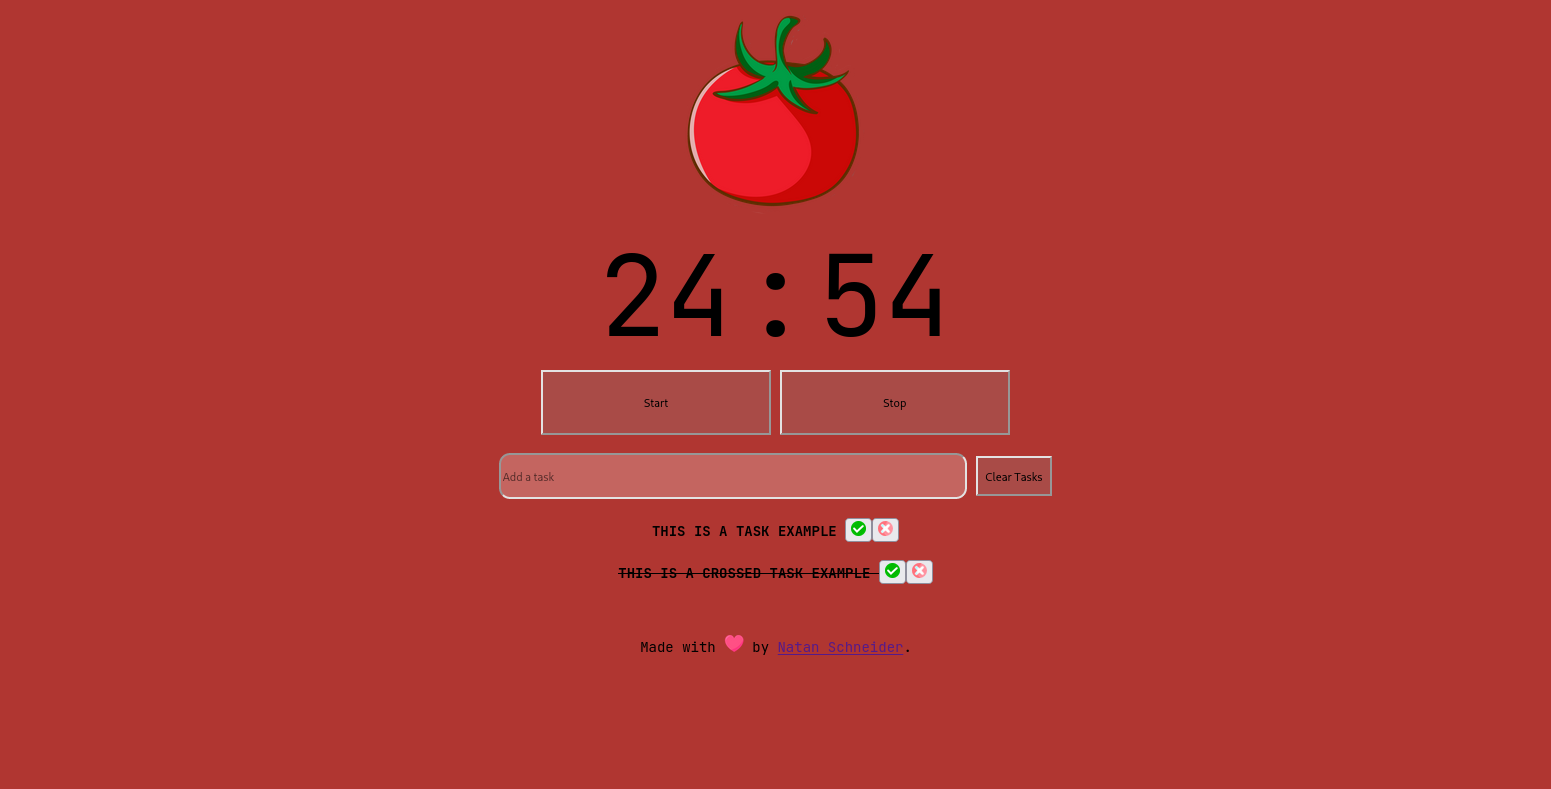 24:54
Start Stop
Add a task Clear Tasks
THIS IS A TASK EXAMPLE
THIS IS A CROSSED TASK EXAMPLE
Made with by Natan Schneider.